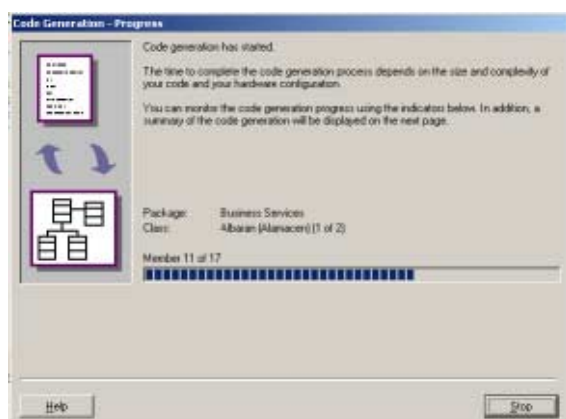 Code Generation - Progress
Code generation has started.
The time to complete the code generation process depends on the size and complexity of
your code and your hardware configuration.
You can monitor the code generation progress using the indicators below. In addition, a
summary of the code generation will be displayed on the next page.
Package: Business Services
Class: Albaran (Alamacen) (1 of 2)
Member 11 of 17
Help
Stop